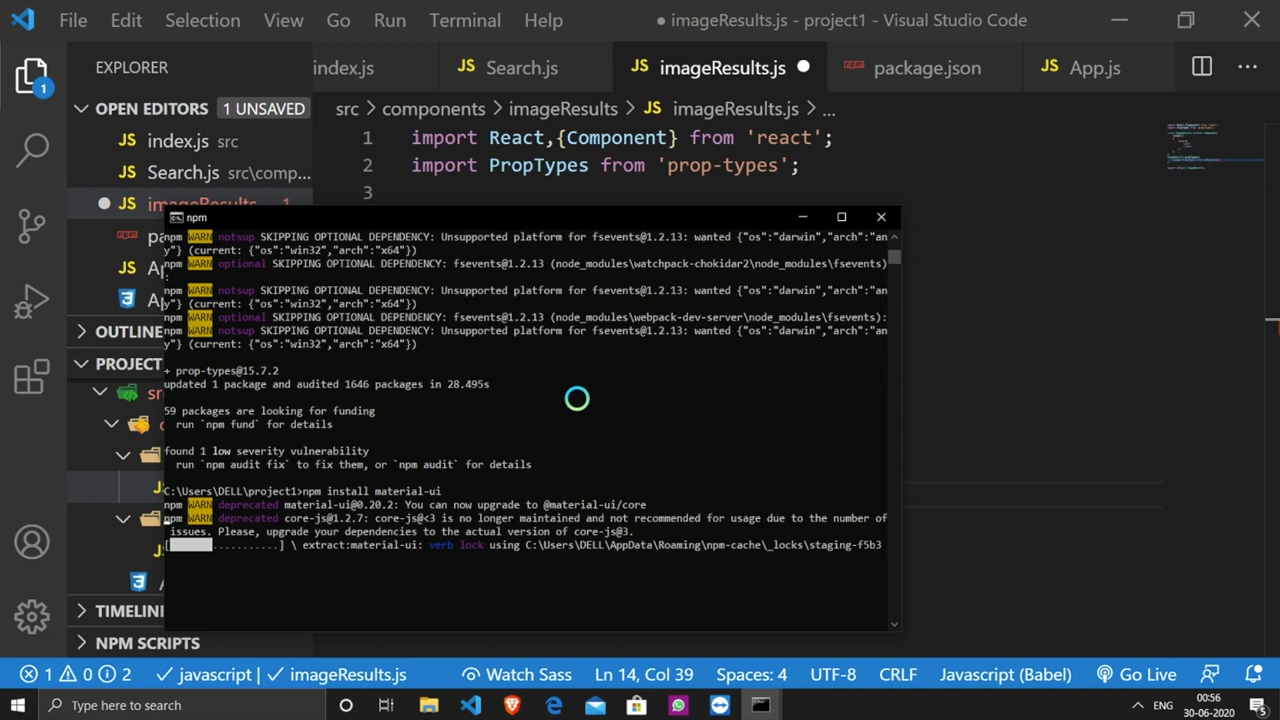 File Edit Selection View Go Run Terminal Help
● imageResults.js - project1 - Visual Studio Code
EXPLORER
index.js
JS Search.js
JS imageResults.js
package.json
JS App.js
1
OPEN EDITORS 1 UNSAVED
src > components > imageResults > JS imageResults.js > ...
JS index.js src
JS Search.js src\comp...
JS imageResults 1
JS
1 import React,{Component} from 'react';
2 import PropTypes from 'prop-types';
3
npm
npm WARN notsup SKIPPING OPTIONAL DEPENDENCY: Unsupported platform for fsevents@1.2.13: wanted {"os":"darwin","arch":"an
y"} (current: {"os":"win32","arch":"x64"})
npm WARN optional SKIPPING OPTIONAL DEPENDENCY: fsevents@1.2.13 (node_modules\watchpack-chokidar2\node_modules\fsevents)
:
npm WARN notsup SKIPPING OPTIONAL DEPENDENCY: Unsupported platform for fsevents@1.2.13: wanted {"os":"darwin","arch":"an
y"} (current: {"os":"win32","arch":"x64"})
npm WARN optional SKIPPING OPTIONAL DEPENDENCY: fsevents@1.2.13 (node_modules\webpack-dev-server\node_modules\fsevents):
npm WARN notsup SKIPPING OPTIONAL DEPENDENCY: Unsupported platform for fsevents@1.2.13: wanted {"os":"darwin","arch":"an
y"} (current: {"os":"win32","arch":"x64"})
+ prop-types@15.7.2
updated 1 package and audited 1646 packages in 28.495s
59 packages are looking for funding
run `npm fund` for details
found 1 low severity vulnerability
run `npm audit fix` to fix them, or `npm audit` for details
C:\Users\DELL\project1>npm install material-ui
npm WARN deprecated material-ui@0.20.2: You can now upgrade to @material-ui/core
npm WARN deprecated core-js@1.2.7: core-js@<3 is no longer maintained and not recommended for usage due to the number of
issues. Please, upgrade your dependencies to the actual version of core-js@3.
[ ...........] \ extract:material-ui: verb lock using C:\Users\DELL\AppData\Roaming\npm-cache\_locks\staging-f5b3
OUTLINE
PROJECT
TIMELINE
NPM SCRIPTS
1 0 2 javascript | imageResults.js Watch Sass Ln 14, Col 39 Spaces: 4 UTF-8 CRLF Javascript (Babel) Go Live
Type here to search
ENG
00:56
30-06-2020
5